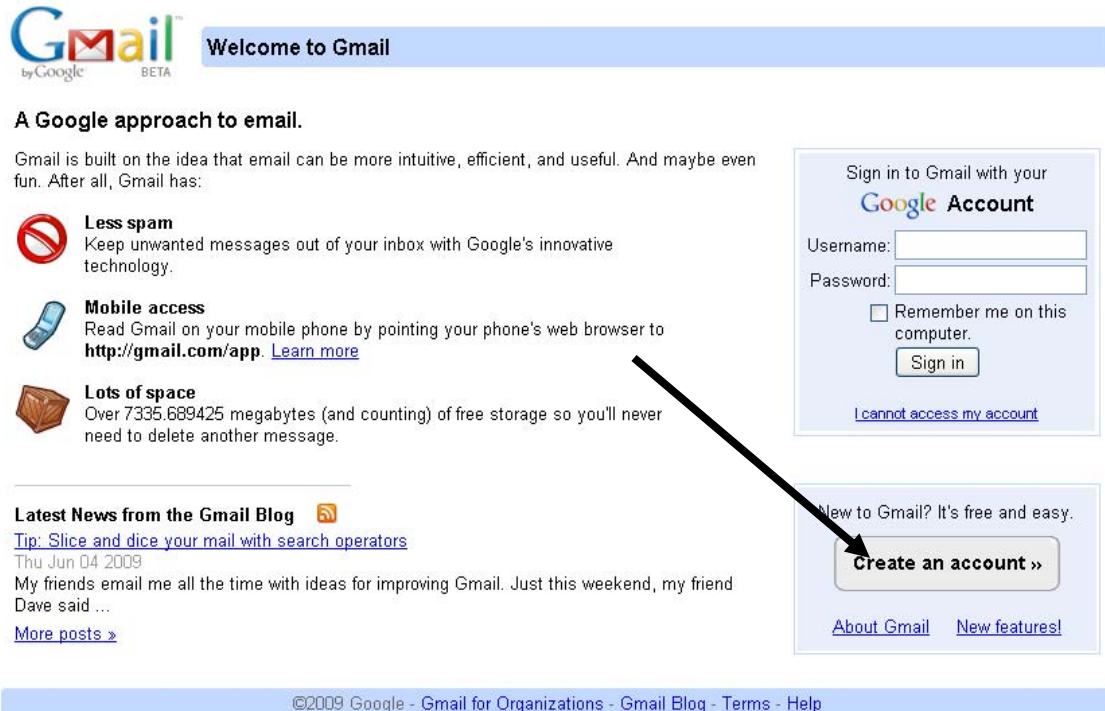 Gmail
by Google BETA
Welcome to Gmail
A Google approach to email.
Gmail is built on the idea that email can be more intuitive, efficient, and useful. And maybe even
fun. After all, Gmail has:
Less spam
Keep unwanted messages out of your inbox with Google's innovative
technology.
Mobile access
Read Gmail on your mobile phone by pointing your phone's web browser to
http://gmail.com/app. Learn more
Lots of space
Over 7335.689425 megabytes (and counting) of free storage so you'll never
need to delete another message.
Latest News from the Gmail Blog
Tip: Slice and dice your mail with search operators
Thu Jun 04 2009
My friends email me all the time with ideas for improving Gmail. Just this weekend, my friend
Dave said ...
More posts »
Sign in to Gmail with your
Google Account
Username:
Password:
Remember me on this
computer.
Sign in
I cannot access my account
New to Gmail? It's free and easy.
Create an account »
About Gmail New features!
©2009 Google - Gmail for Organizations - Gmail Blog - Terms - Help